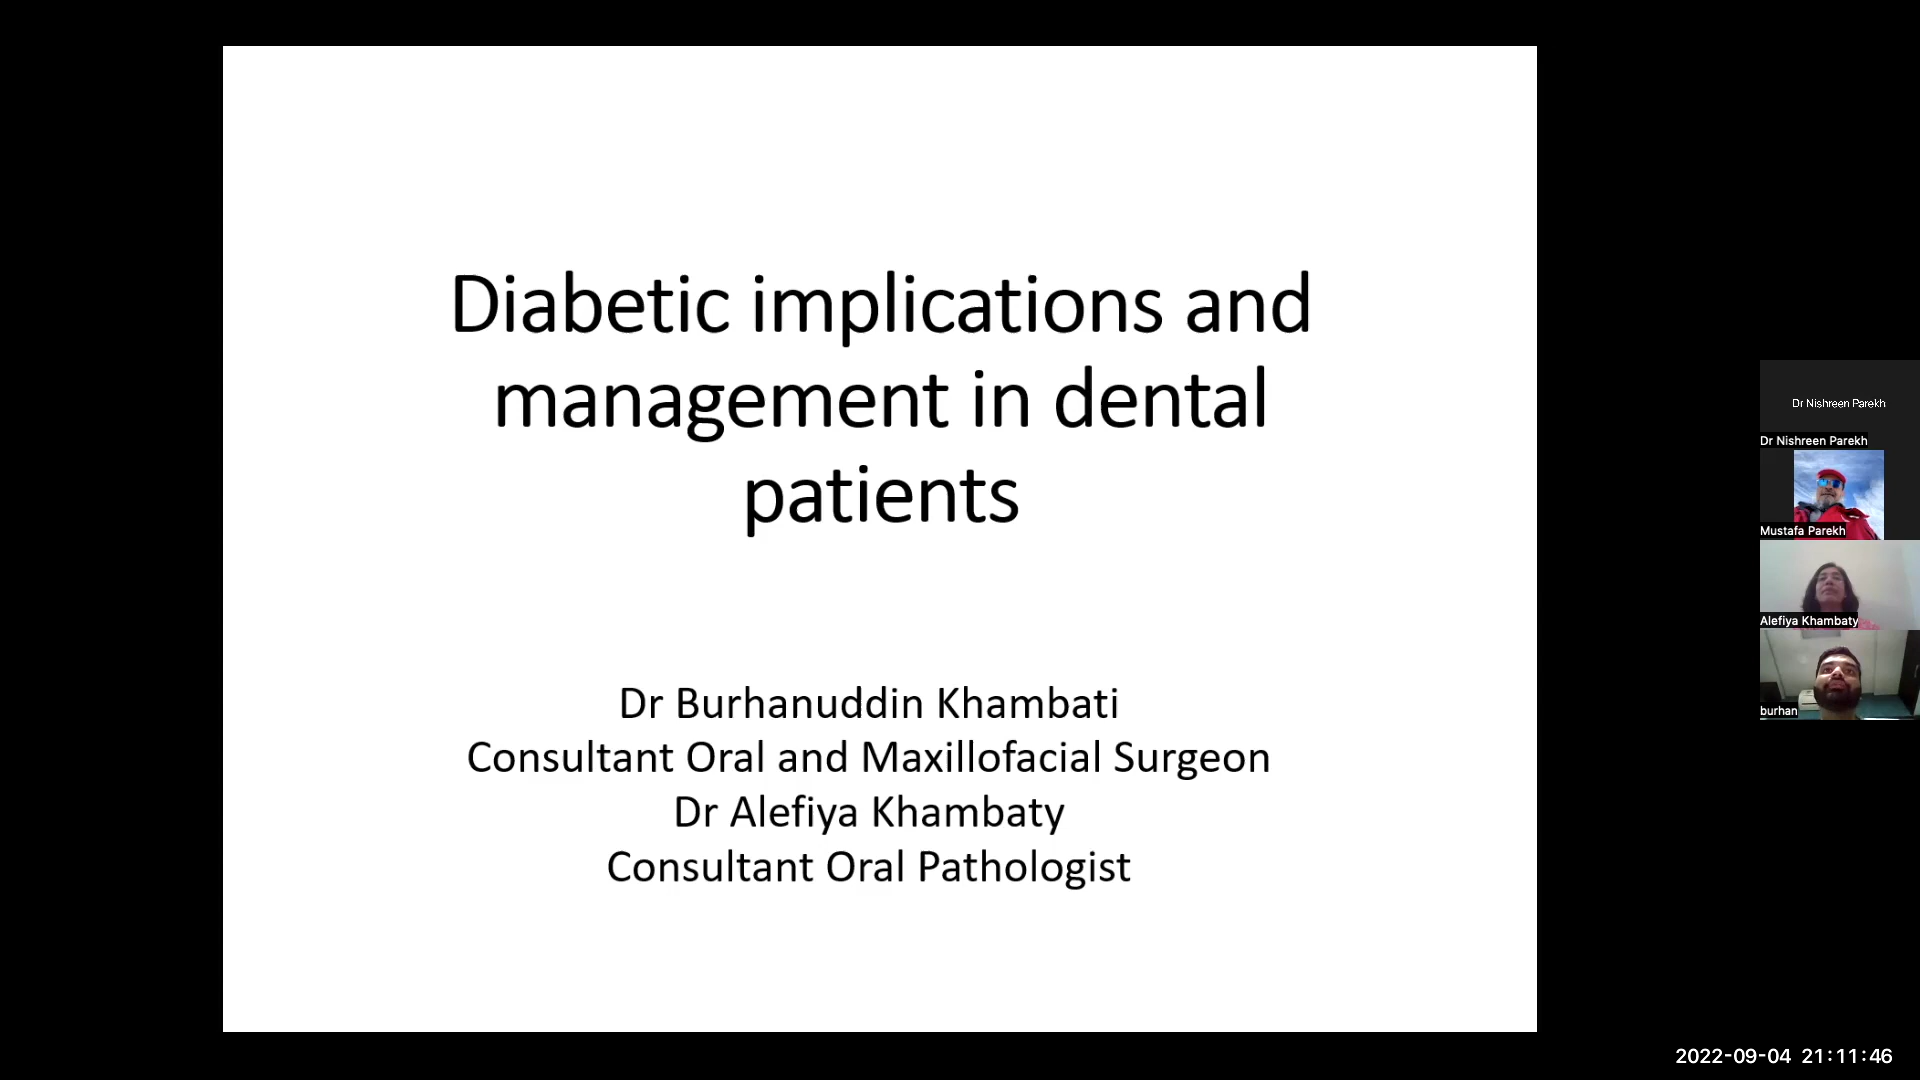 Diabetic implications and
management in dental
patients
Dr Burhanuddin Khambati
Consultant Oral and Maxillofacial Surgeon
Dr Alefiya Khambaty
Consultant Oral Pathologist
Dr Nishreen Parekh
Dr Nishreen Parekh
Mustafa Parekh
Alefiya Khambaty
burhan
2022-09-04 21:11:46